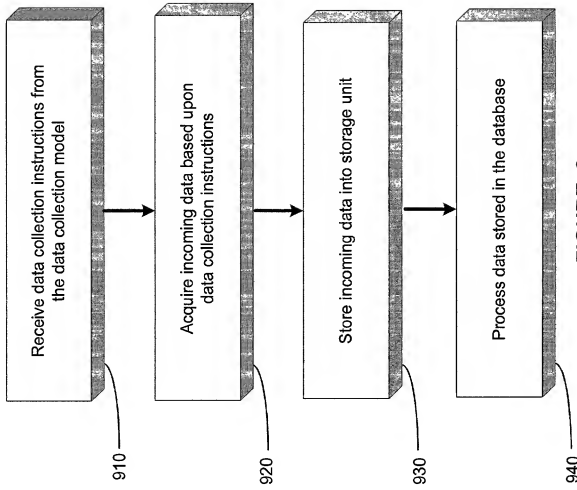 Receive data collection instructions from
the data collection model
910
Acquire incoming data based upon
data collection instructions
920
Store incoming data into storage unit
930
Process data stored in the database
940